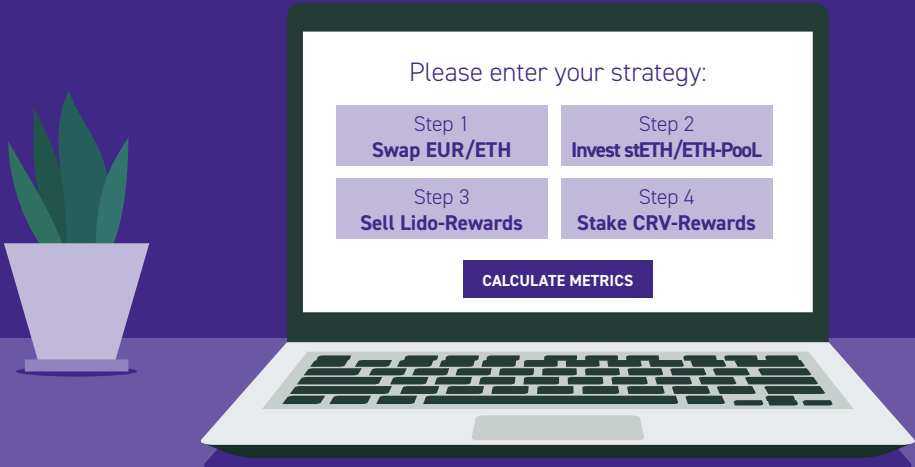 Please enter your strategy:
Step 1
Swap EUR/ETH
Step 2
Invest stETH/ETH-PooL
Step 3
Sell Lido-Rewards
Step 4
Stake CRV-Rewards
CALCULATE METRICS